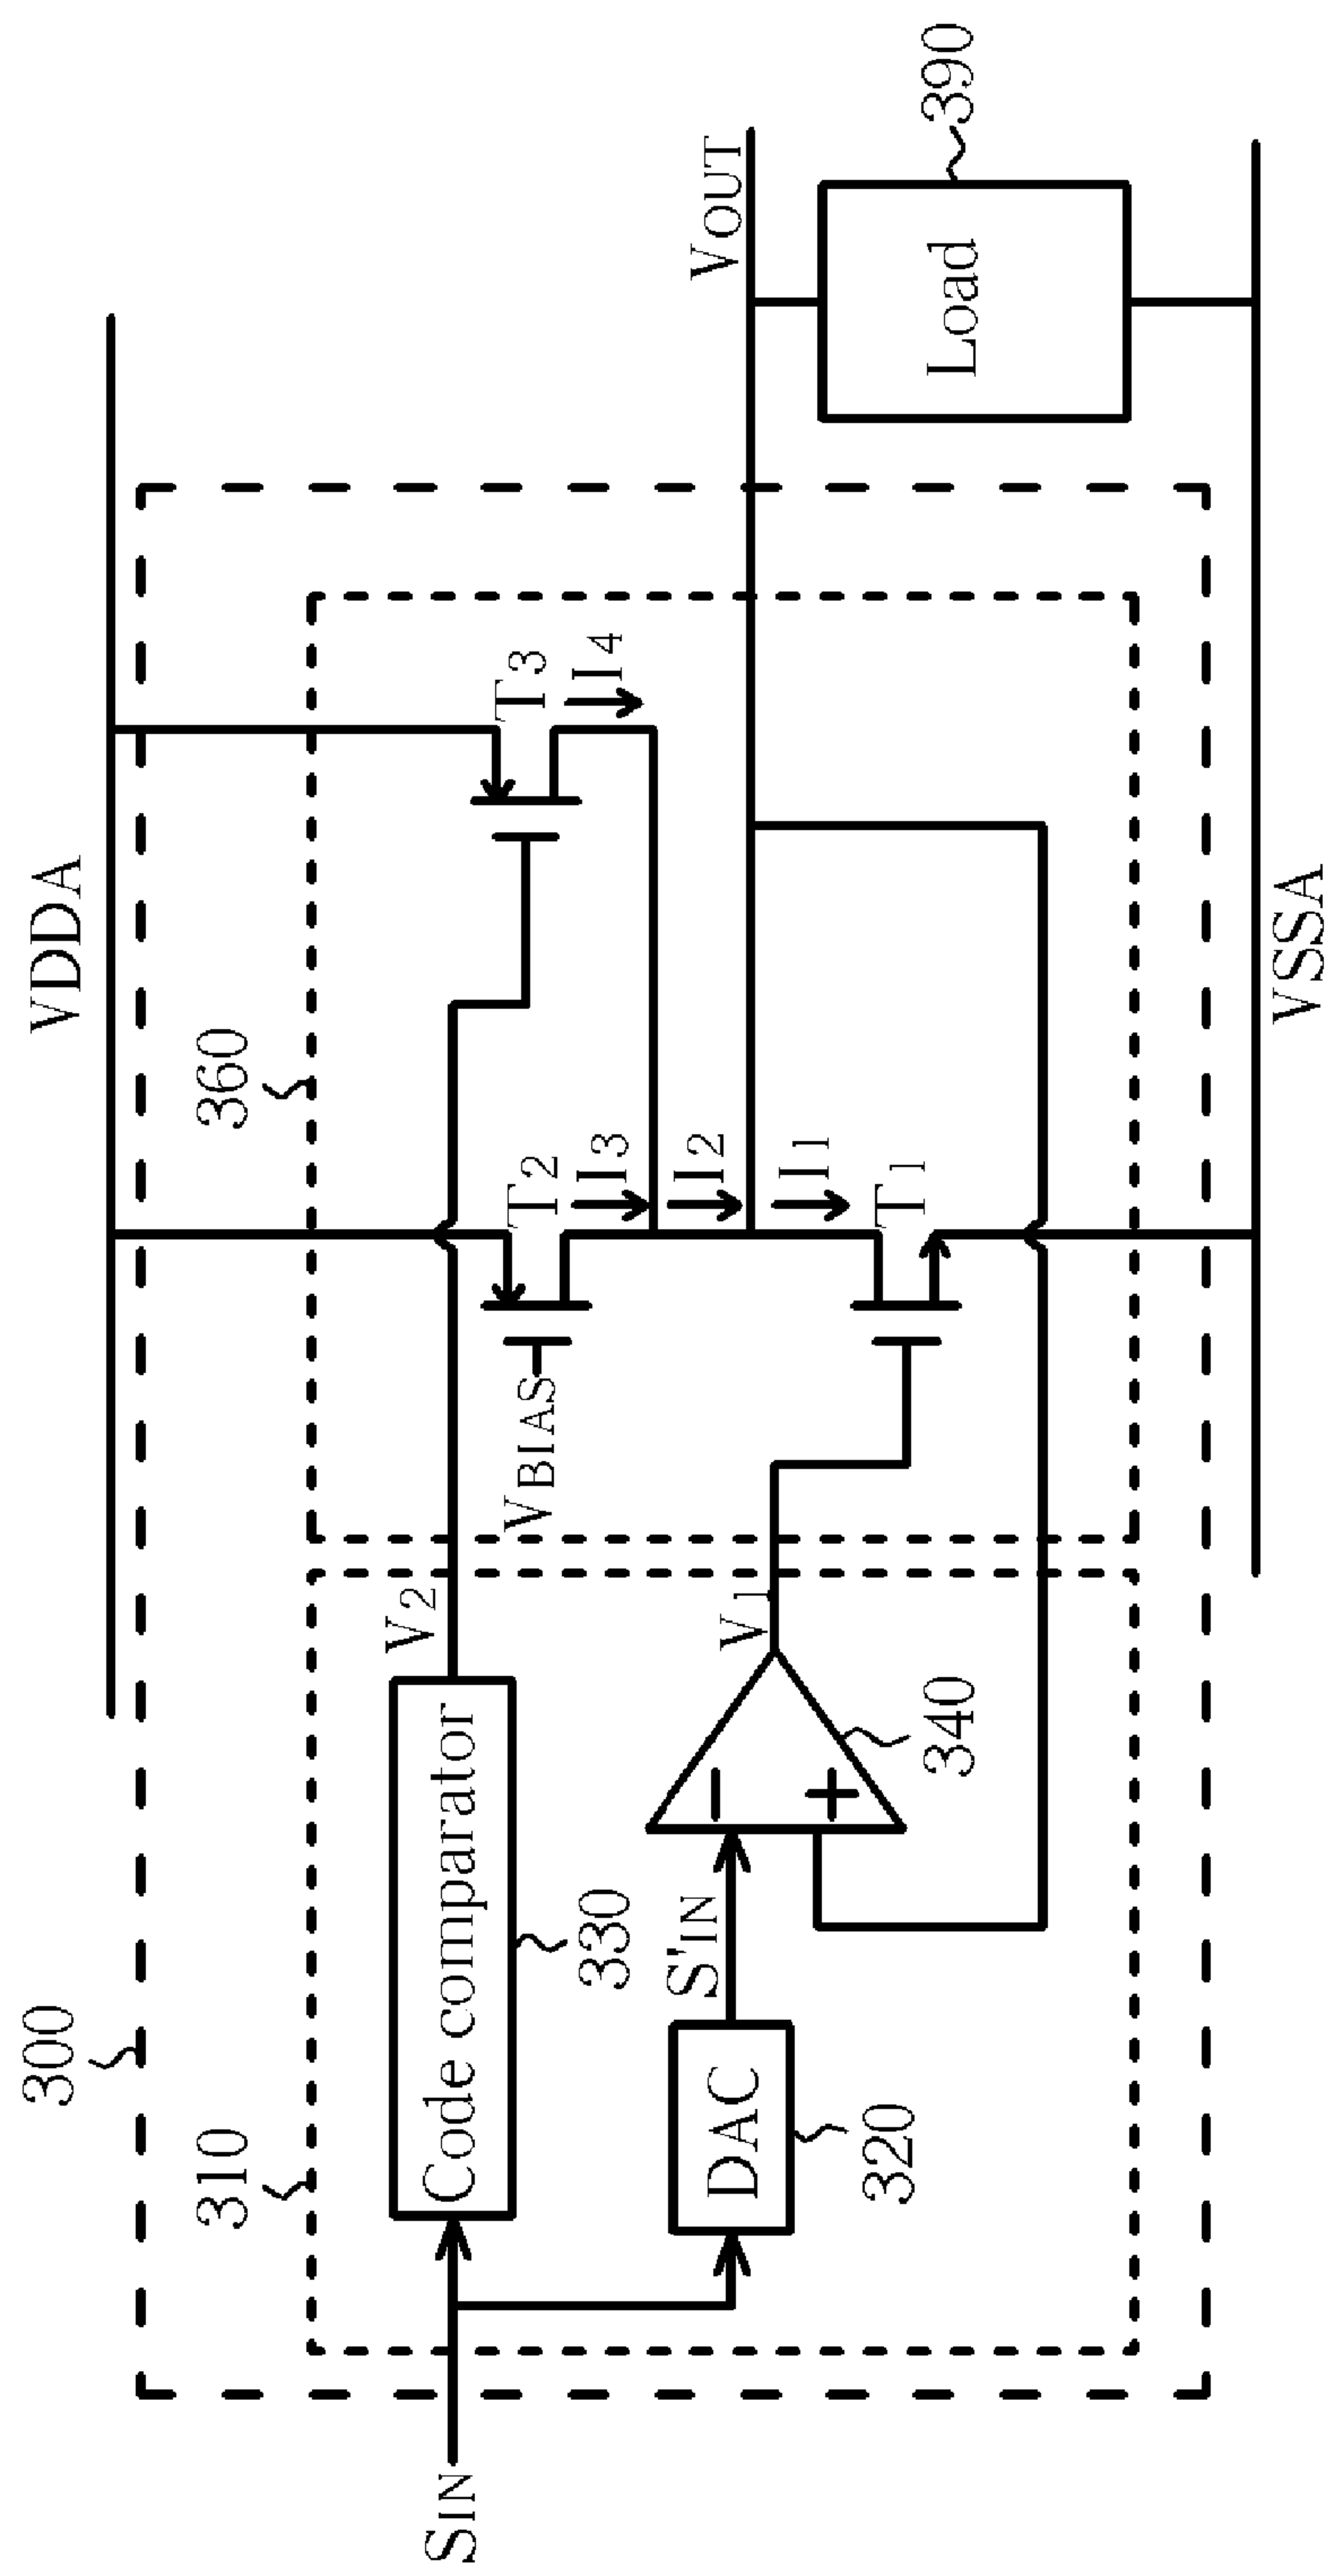 300
310
VDDA
360
SIN
Code comparator
330
V2
VBIAS
T2
I3
I2
T3
I4
DAC
320
S'IN
340
V1
T1
I1
VOUT
Load
390
VSSA